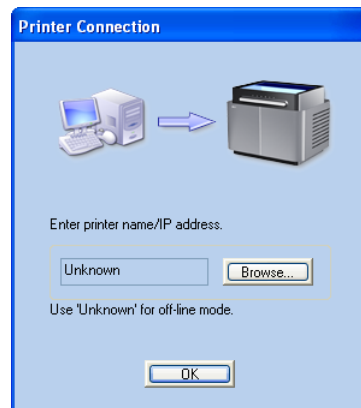 Printer Connection
Enter printer name/IP address.
Unknown
Browse...
Use 'Unknown' for off-line mode.
OK